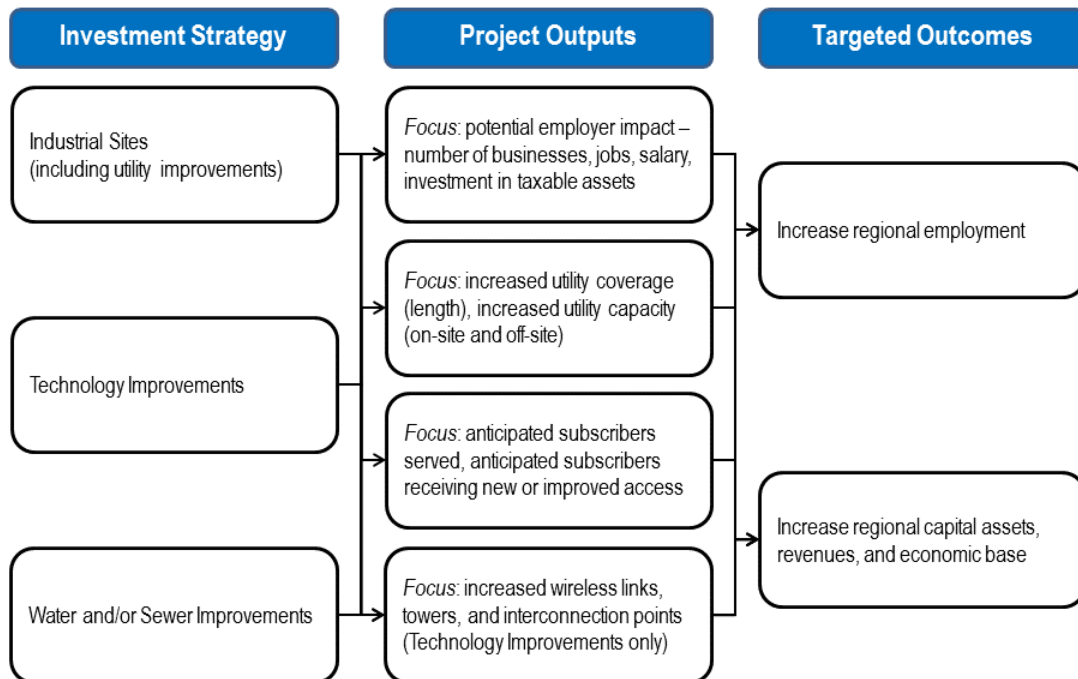 Investment Strategy
Project Outputs
Targeted Outcomes
Industrial Sites
(including utility improvements)
Technology Improvements
Water and/or Sewer Improvements
Focus: potential employer impact –
number of businesses, jobs, salary,
investment in taxable assets
Focus: increased utility coverage
(length), increased utility capacity
(on-site and off-site)
Focus: anticipated subscribers
served, anticipated subscribers
receiving new or improved access
Focus: increased wireless links,
towers, and interconnection points
(Technology Improvements only)
Increase regional employment
Increase regional capital assets,
revenues, and economic base